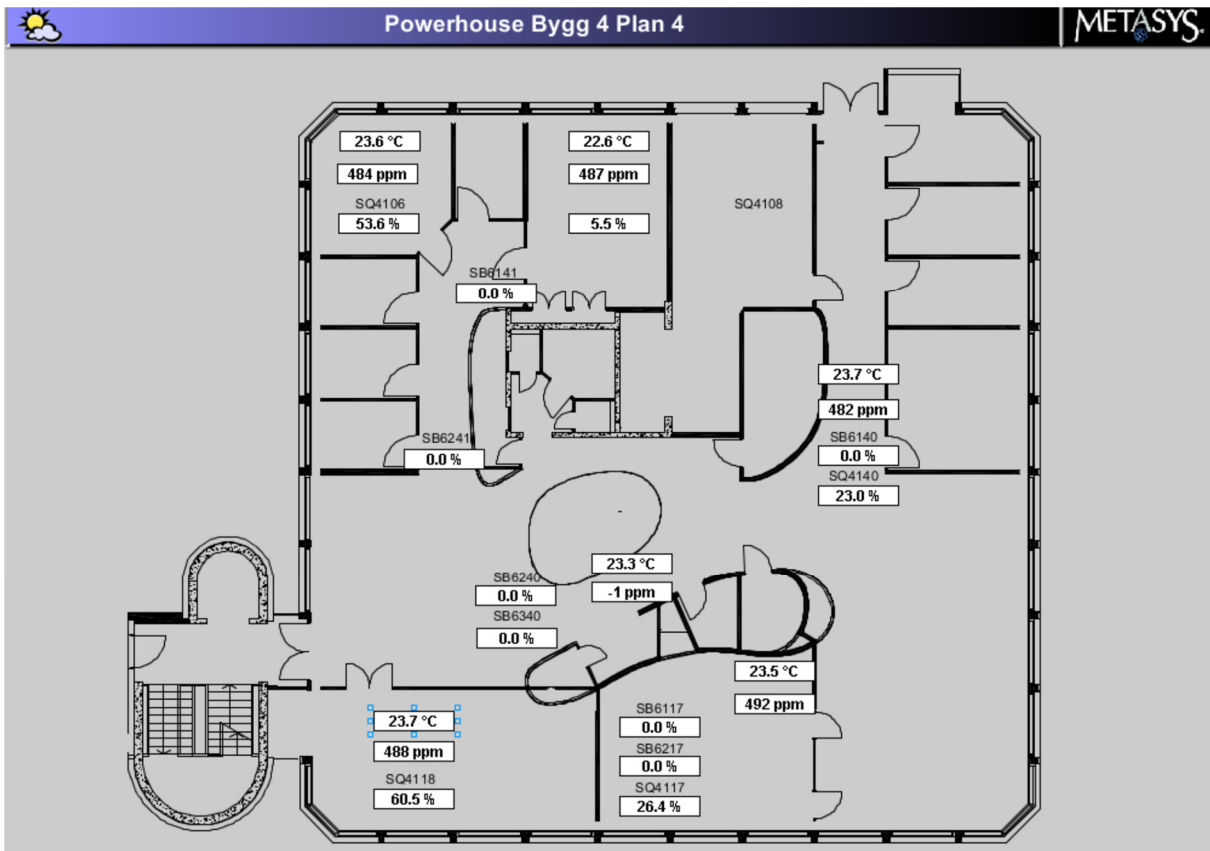 Powerhouse Bygg 4 Plan 4
METASYS
23.6 °C
22.6 °C
484 ppm
487 ppm
SQ4106
SQ4108
53.6 %
5.5 %
SB6141
0.0 %
23.7 °C
482 ppm
SB6241
SB6140
0.0 %
0.0 %
SQ4140
23.0 %
23.3 °C
SB6240
-1 ppm
0.0 %
SB6340
0.0 %
23.5 °C
492 ppm
SB6117
23.7 °C
0.0 %
488 ppm
SB6217
0.0 %
SQ4118
SQ4117
60.5 %
26.4 %